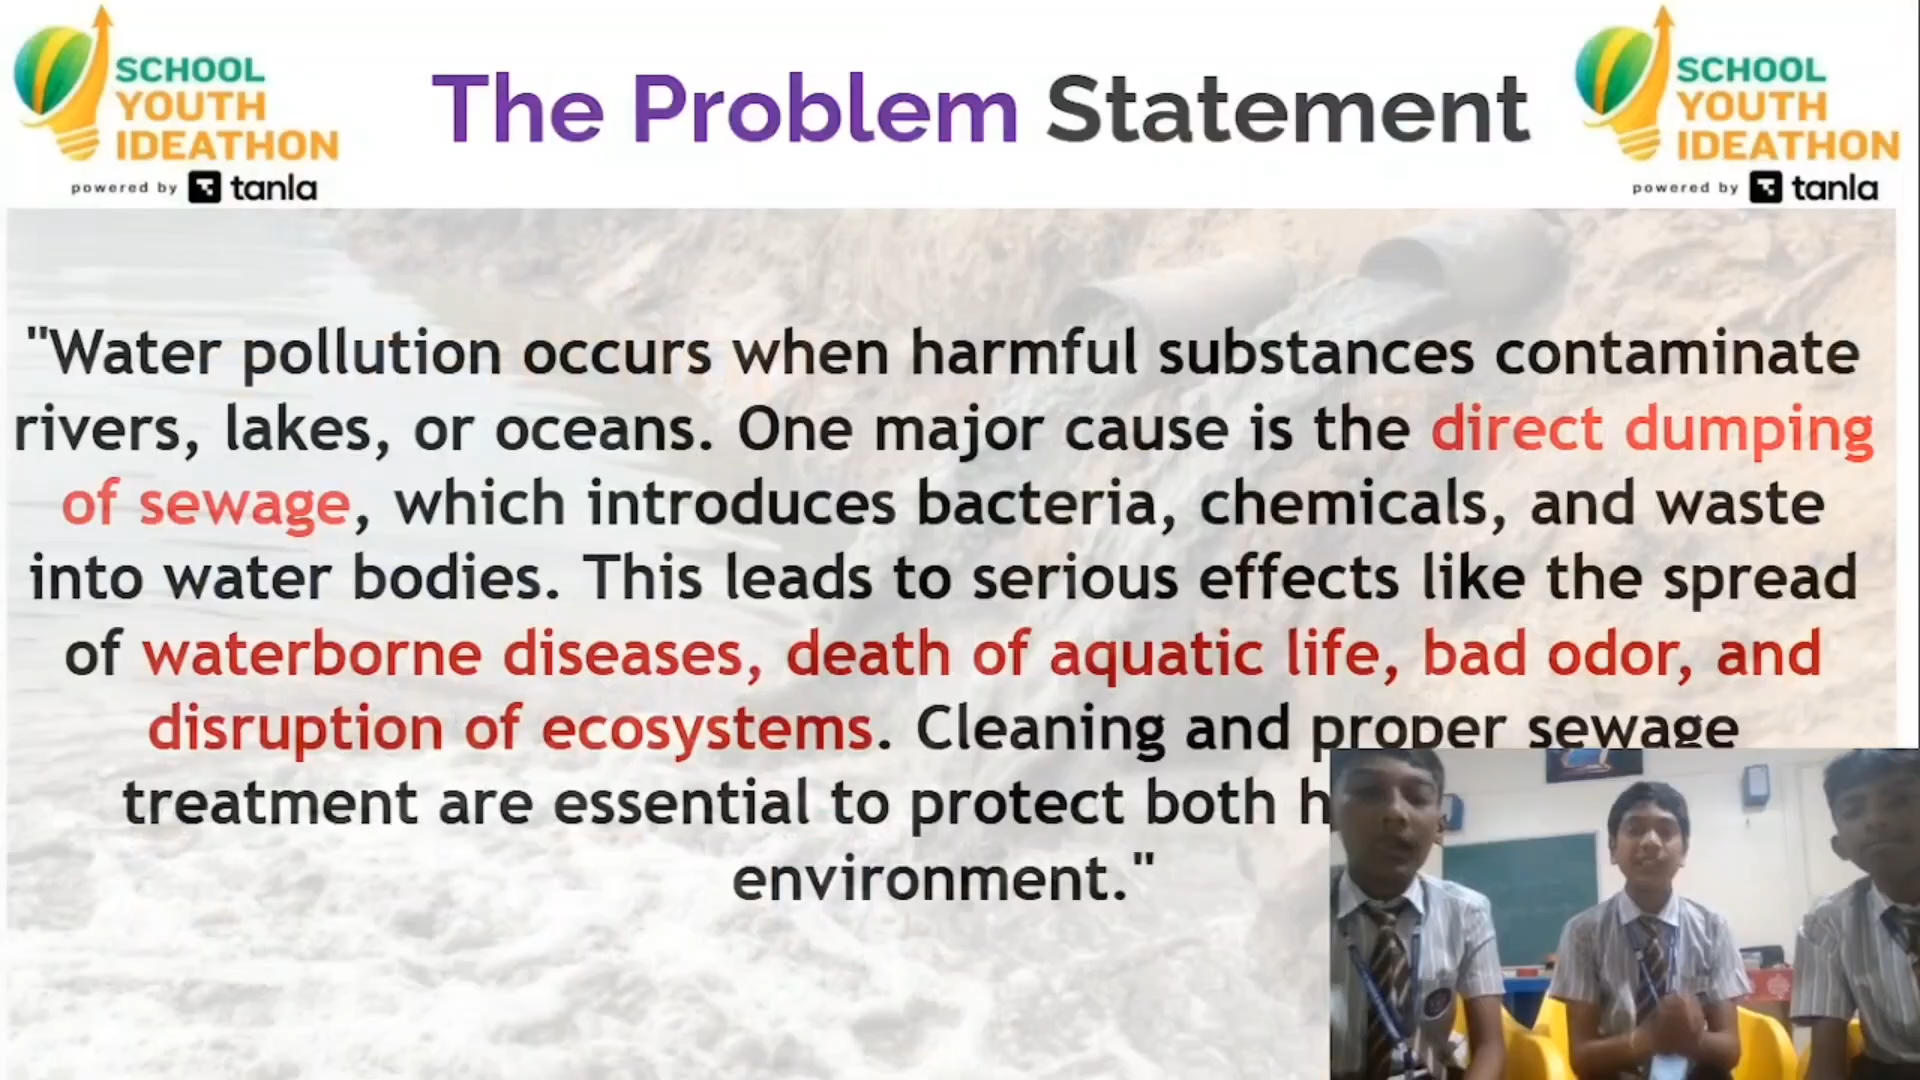 SCHOOL
YOUTH
IDEATHON
powered by tanla
The Problem Statement
SCHOOL
YOUTH
IDEATHON
powered by tanla
"Water pollution occurs when harmful substances contaminate
rivers, lakes, or oceans. One major cause is the direct dumping
of sewage, which introduces bacteria, chemicals, and waste
into water bodies. This leads to serious effects like the spread
of waterborne diseases, death of aquatic life, bad odor, and
disruption of ecosystems. Cleaning and proper sewage
treatment are essential to protect both
environment."